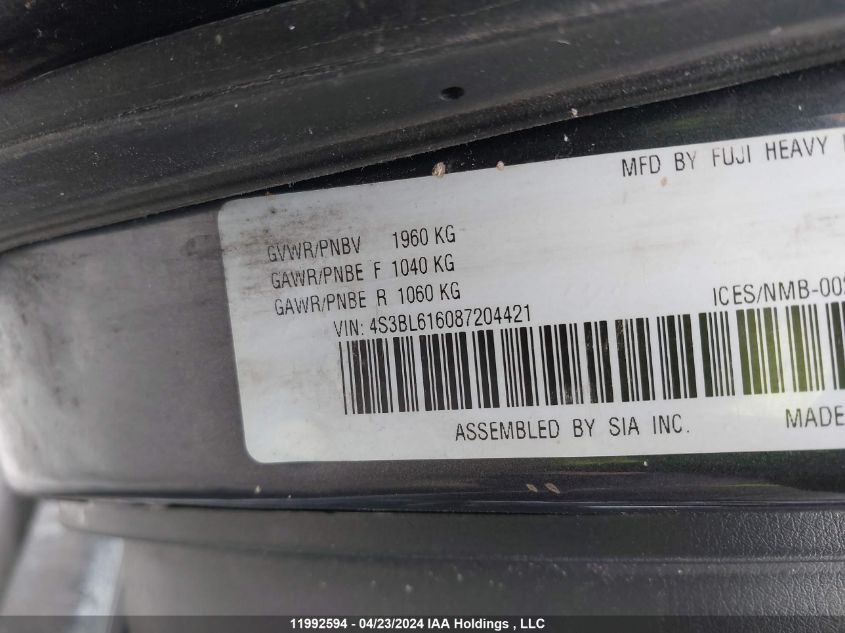 MFD BY FUJI HEAVY
GVWR/PNBV 1960 KG
GAWR/PNBE F 1040 KG
GAWR/PNBE R 1060 KG
ICES/NMB-00
VIN: 4S3BL616087204421
ASSEMBLED BY SIA INC.
MADE
11992594 - 04/23/2024 IAA Holdings , LLC